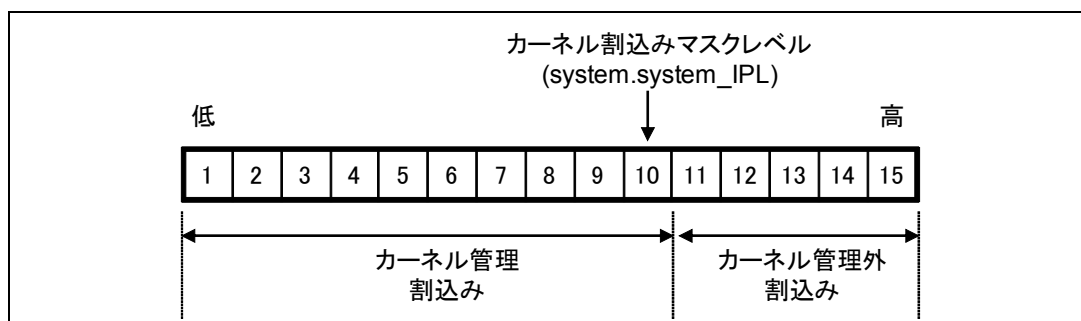 カーネル割込みマスクレベル
(system.system_IPL)
低
高
1 2 3 4 5 6 7 8 9 10 11 12 13 14 15
カーネル管理
割込み
カーネル管理外
割込み